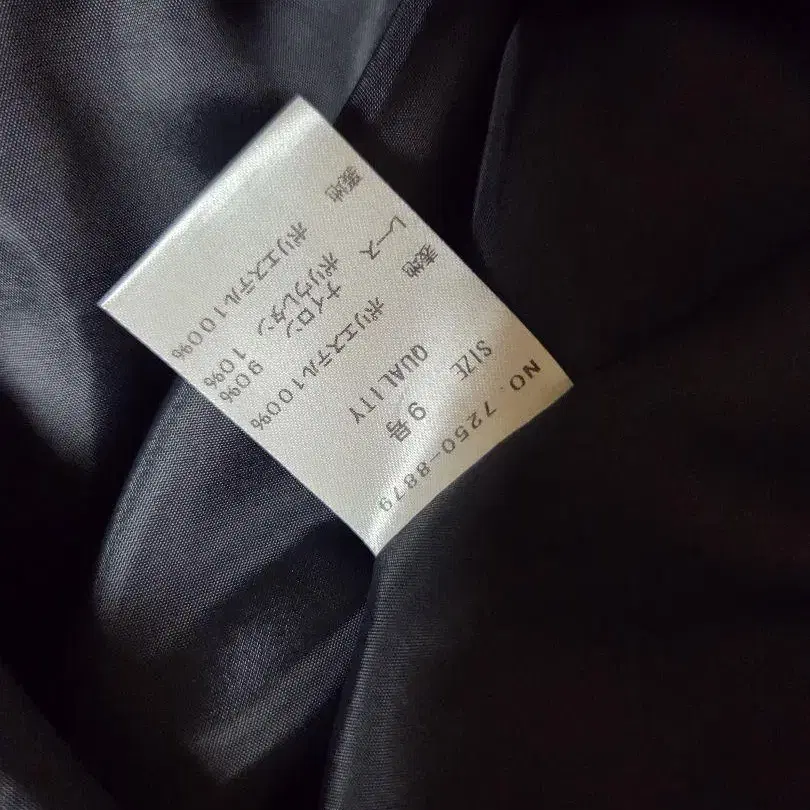 NO. 7250-8879
SIZE 9号
QUALITY
表地 ポリエステル100%
レース ナイロン 90%
ポリウレタン 10%
裏地 ポリエステル100%